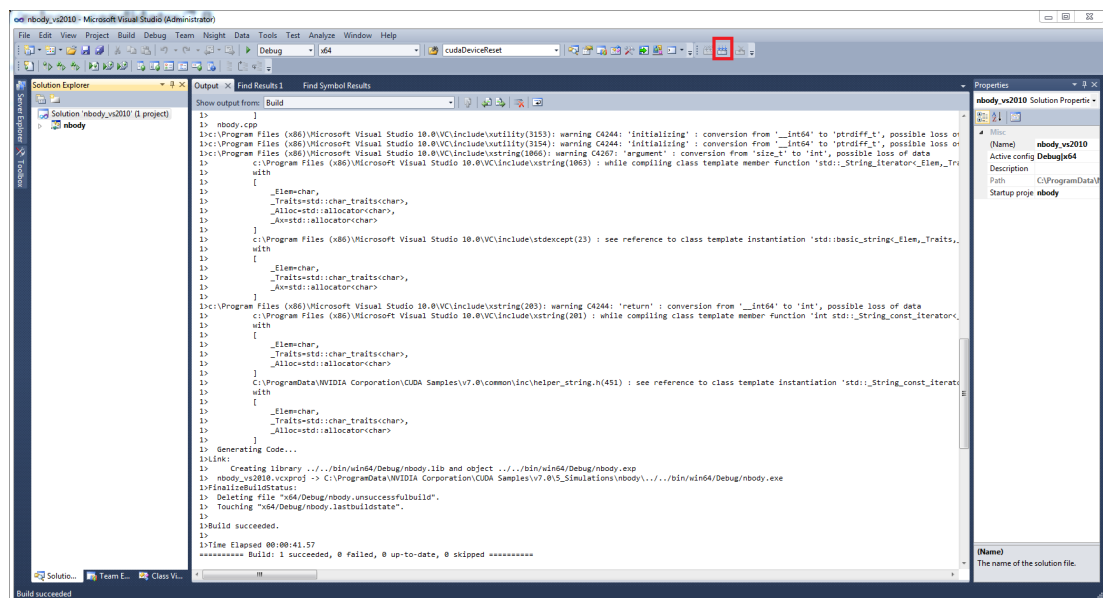 nbody_vs2010 - Microsoft Visual Studio (Administrator)
File Edit View Project Build Debug Team Nsight Data Tools Test Analyze Window Help
Debug x64 cudaDeviceReset
Server Explorer
Toolbox
Solution Explorer
Solution 'nbody_vs2010' (1 project)
nbody
Output Find Results 1 Find Symbol Results
Show output from: Build
1> ]
1> nbody.cpp
1>c:\Program Files (x86)\Microsoft Visual Studio 10.0\VC\include\xutility(3153): warning C4244: 'initializing' : conversion from '__int64' to 'ptrdiff_t', possible loss of
1>c:\Program Files (x86)\Microsoft Visual Studio 10.0\VC\include\xutility(3154): warning C4244: 'initializing' : conversion from '__int64' to 'ptrdiff_t', possible loss of
1>c:\Program Files (x86)\Microsoft Visual Studio 10.0\VC\include\xstring(1066): warning C4267: 'argument' : conversion from 'size_t' to 'int', possible loss of data
1> c:\Program Files (x86)\Microsoft Visual Studio 10.0\VC\include\xstring(1063) : while compiling class template member function 'std::_String_iterator<_Elem,_Tra
1> with
1> [
1> _Elem=char,
1> _Traits=std::char_traits<char>,
1> _Alloc=std::allocator<char>,
1> _Ax=std::allocator<char>
1> ]
1> c:\Program Files (x86)\Microsoft Visual Studio 10.0\VC\include\stdexcept(23) : see reference to class template instantiation 'std::basic_string<_Elem,_Traits,_
1> with
1> [
1> _Elem=char,
1> _Traits=std::char_traits<char>,
1> _Ax=std::allocator<char>
1> ]
1>c:\Program Files (x86)\Microsoft Visual Studio 10.0\VC\include\xstring(203): warning C4244: 'return' : conversion from '__int64' to 'int', possible loss of data
1> c:\Program Files (x86)\Microsoft Visual Studio 10.0\VC\include\xstring(201) : while compiling class template member function 'int std::_String_const_iterator<_
1> with
1> [
1> _Elem=char,
1> _Traits=std::char_traits<char>,
1> _Alloc=std::allocator<char>
1> ]
1> C:\ProgramData\NVIDIA Corporation\CUDA Samples\v7.0\common\inc\helper_string.h(451) : see reference to class template instantiation 'std::_String_const_iterato
1> with
1> [
1> _Elem=char,
1> _Traits=std::char_traits<char>,
1> _Alloc=std::allocator<char>
1> ]
1> Generating Code...
1>Link:
1> Creating library ../../bin/win64/Debug/nbody.lib and object ../../bin/win64/Debug/nbody.exp
1> nbody_vs2010.vcxproj -> C:\ProgramData\NVIDIA Corporation\CUDA Samples\v7.0\5_Simulations\nbody\../../bin/win64/Debug/nbody.exe
1>FinalizeBuildStatus:
1> Deleting file "x64/Debug/nbody.unsuccessfulbuild".
1> Touching "x64/Debug/nbody.lastbuildstate".
1>
1>Build succeeded.
1>
1>Time Elapsed 00:00:41.57
========== Build: 1 succeeded, 0 failed, 0 up-to-date, 0 skipped ==========
Properties
nbody_vs2010 Solution Propertie
Misc
(Name) nbody_vs2010
Active config Debug|x64
Description
Path C:\ProgramData\N
Startup proje nbody
(Name)
The name of the solution file.
Solutio... Team E... Class Vi...
Build succeeded